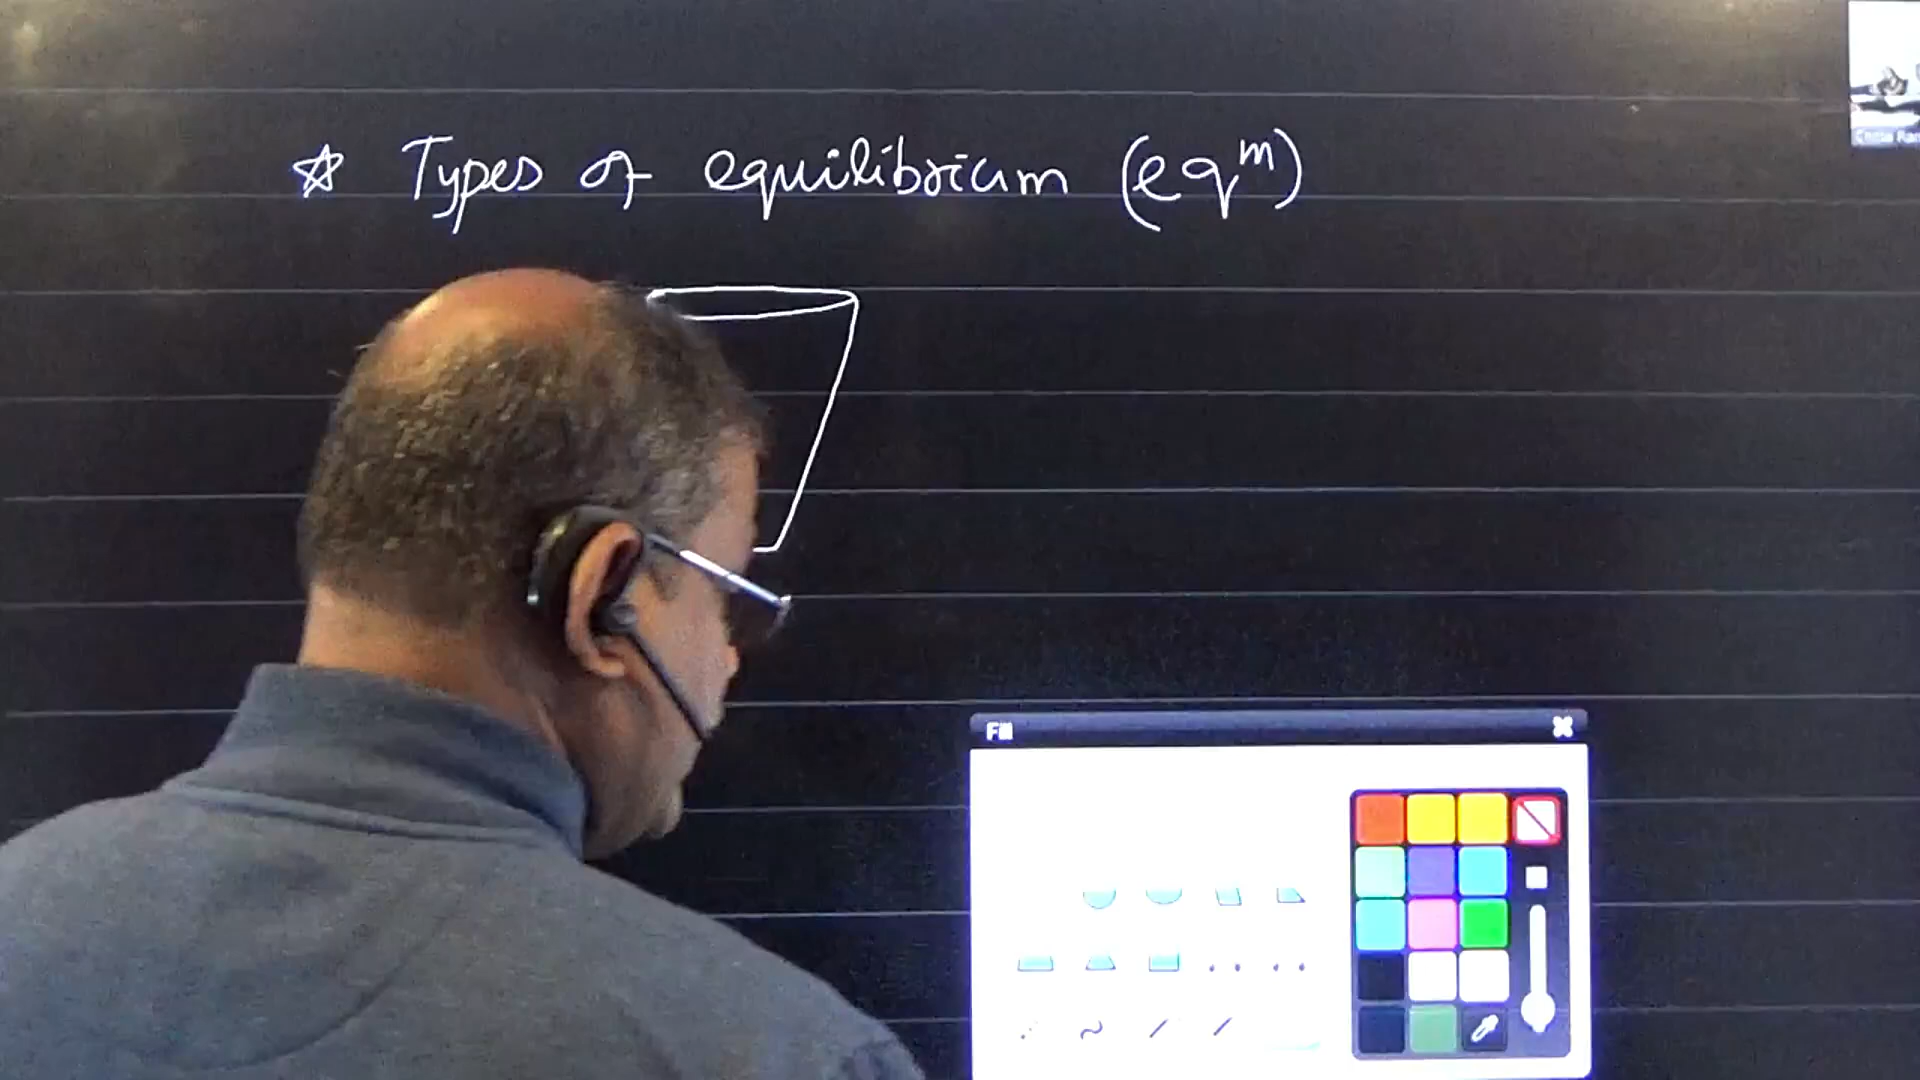 ☆ Types of equilibrium (eqᵐ)
Fill